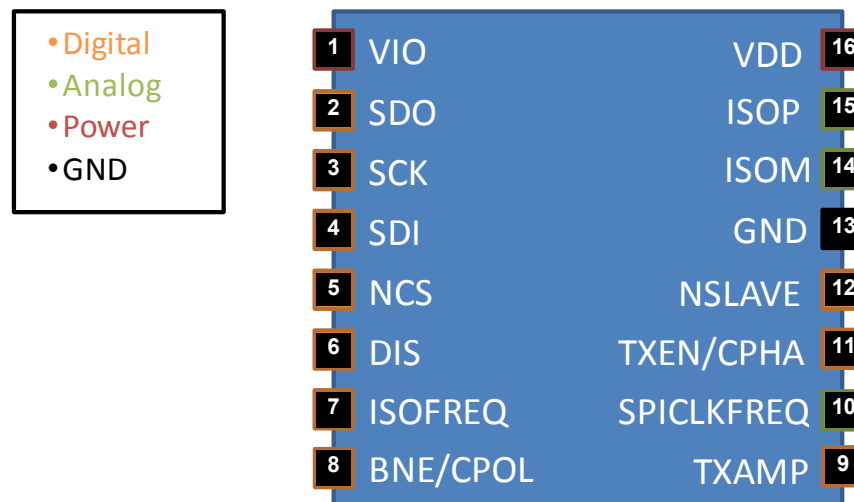 •Digital
•Analog
•Power
•GND
1 VIO
2 SDO
3 SCK
4 SDI
5 NCS
6 DIS
7 ISOFREQ
8 BNE/CPOL
VDD 16
ISOP 15
ISOM 14
GND 13
NSLAVE 12
TXEN/CPHA 11
SPICLKFREQ 10
TXAMP 9